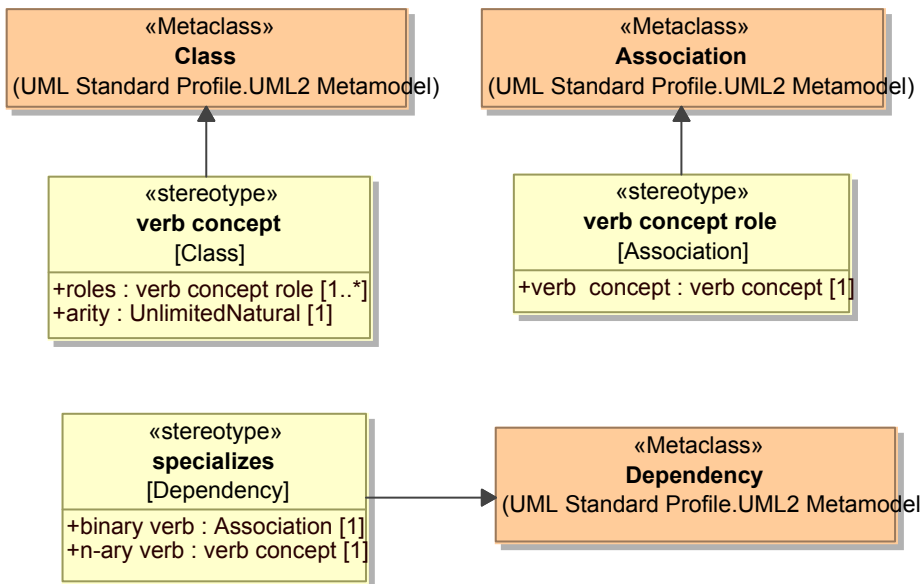 «Metaclass»
Class
(UML Standard Profile.UML2 Metamodel)
«Metaclass»
Association
(UML Standard Profile.UML2 Metamodel)
«stereotype»
verb concept
[Class]
+roles : verb concept role [1..*]
+arity : UnlimitedNatural [1]
«stereotype»
verb concept role
[Association]
+verb  concept : verb concept [1]
«stereotype»
specializes
[Dependency]
+binary verb : Association [1]
+n-ary verb : verb concept [1]
«Metaclass»
Dependency
(UML Standard Profile.UML2 Metamodel